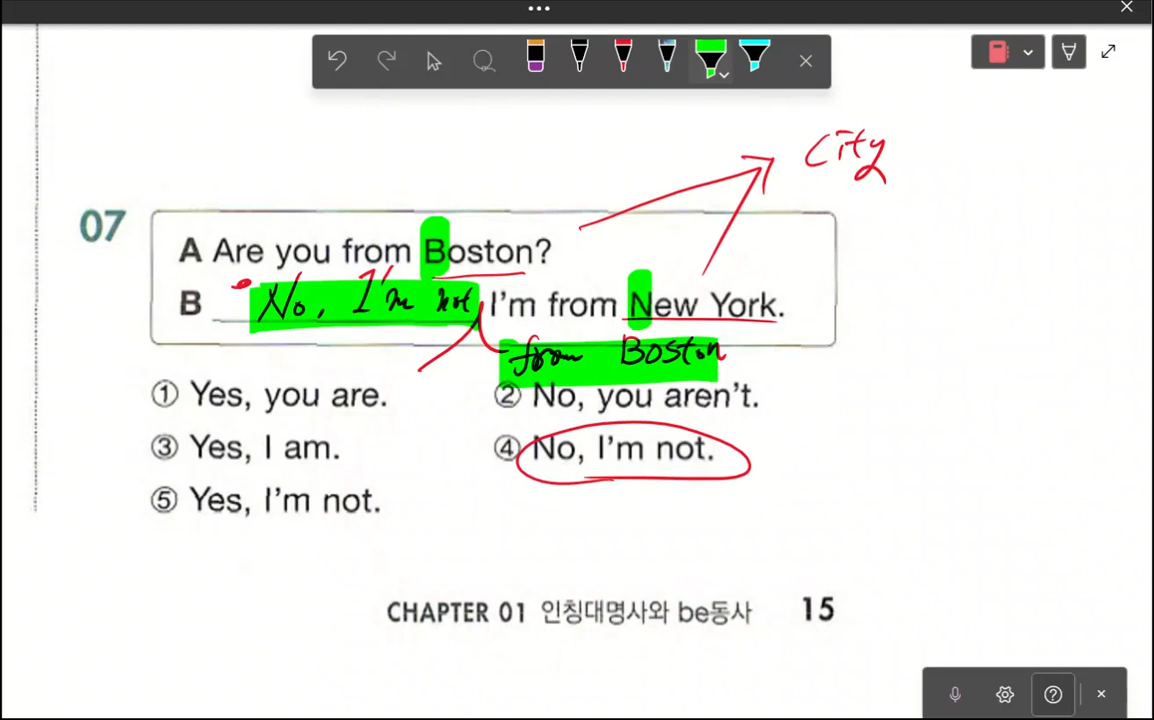 City
07
A Are you from Boston?
B No, I'm not I'm from New York.
from Boston
① Yes, you are. ② No, you aren't.
③ Yes, I am. ④ No, I'm not.
⑤ Yes, I'm not.
CHAPTER 01 인칭대명사와 be동사 15